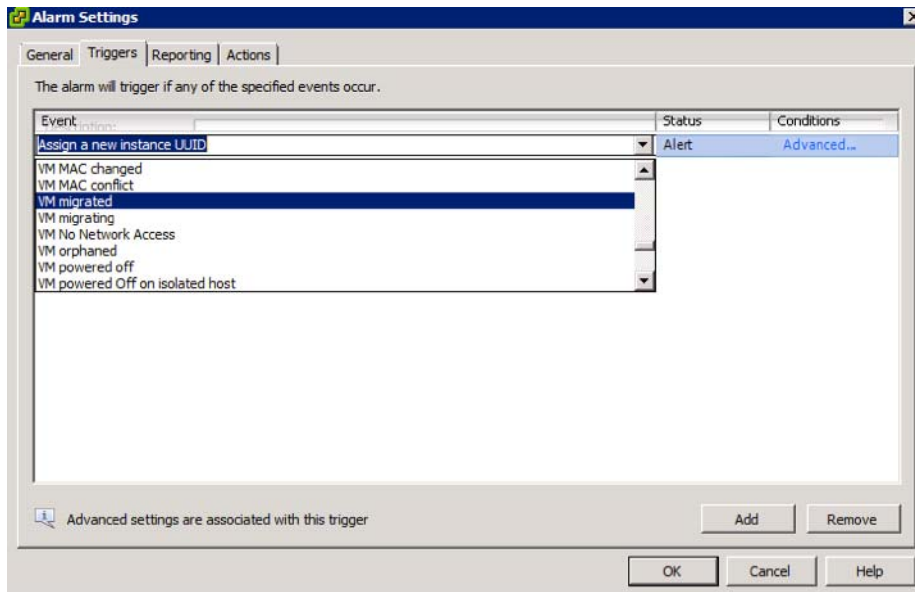 Alarm Settings
General Triggers Reporting Actions
The alarm will trigger if any of the specified events occur.
Event Status Conditions
Assign a new instance UUID Alert Advanced...
VM MAC changed
VM MAC conflict
VM migrated
VM migrating
VM No Network Access
VM orphaned
VM powered off
VM powered Off on isolated host
Advanced settings are associated with this trigger
Add Remove
OK Cancel Help